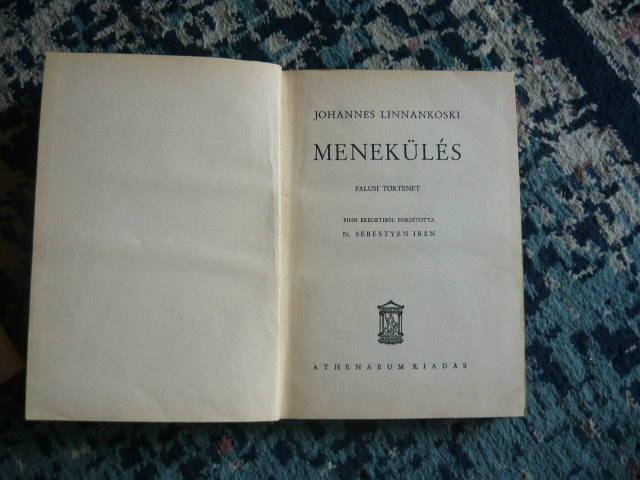 JOHANNES LINNANKOSKI
MENEKÜLÉS
FALUSI TÖRTÉNET
FINN EREDETIBŐL FORDÍTOTTA
N. SEBESTYÉN IRÉN
ATHENAEUM KIADÁS